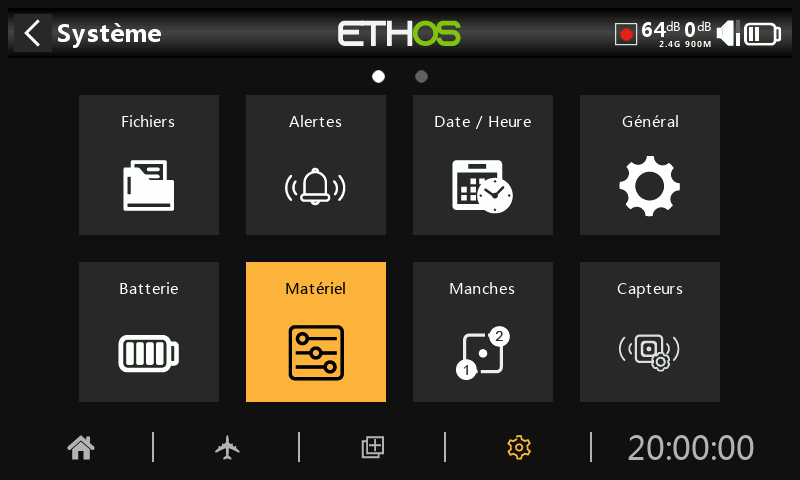 Système
ETHOS
64dB 0dB
2.4G 900M
Fichiers
Alertes
Date / Heure
Général
Batterie
Matériel
Manches
2
1
Capteurs
20:00:00